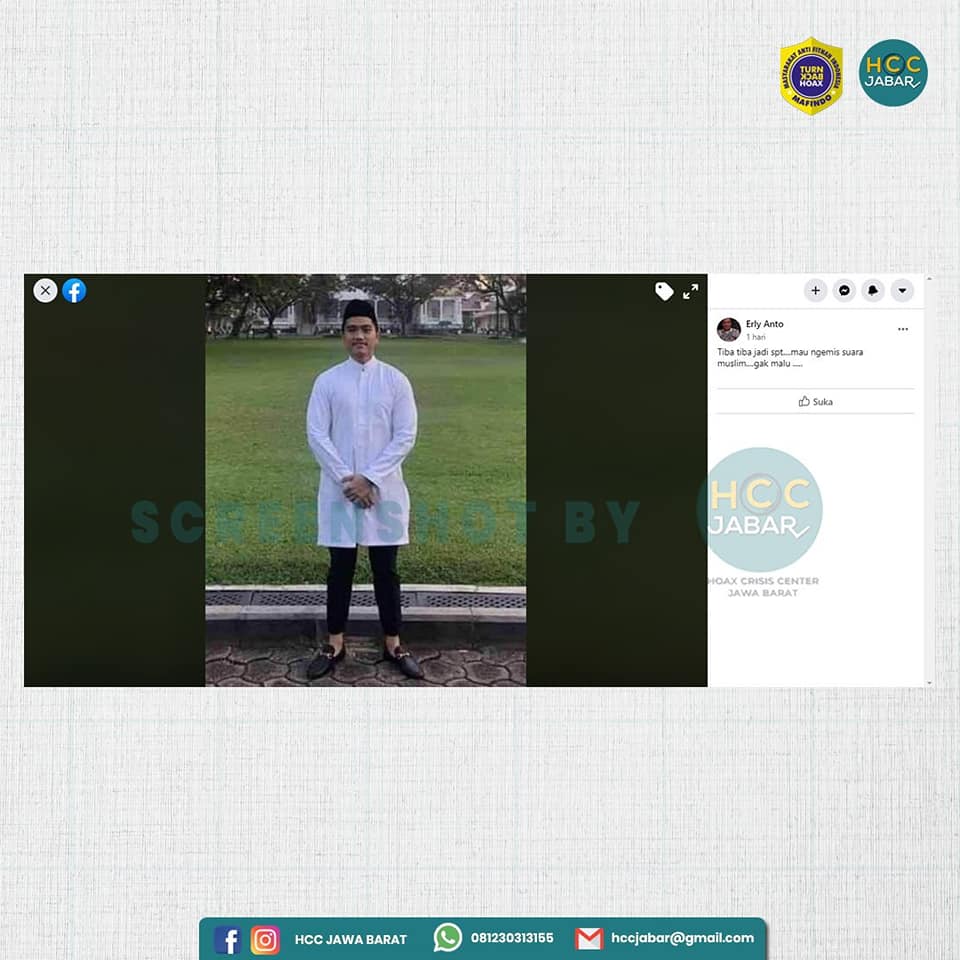 MASYARAKAT ANTI FITNAH INDONESIA
TURN
BACK
HOAX
MAFINDO
HCC
JABAR
Erly Anto
1 hari
Tiba tiba jadi spt....mau ngemis suara
muslim....gak malu .....
Suka
SCREENSHOT BY
HCC
JABAR
HOAX CRISIS CENTER
JAWA BARAT
HCC JAWA BARAT
081230313155
hccjabar@gmail.com